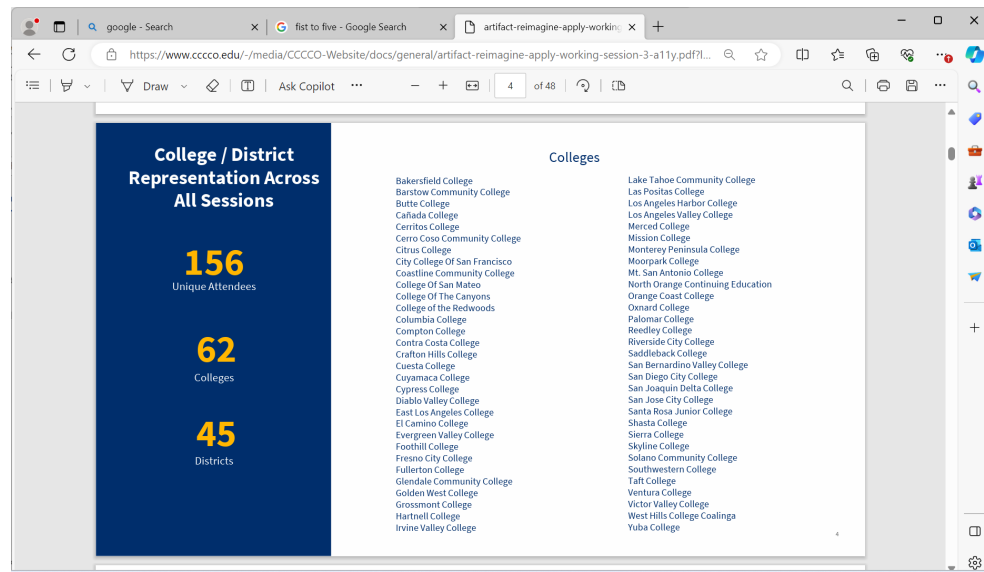 google - Search
fist to five - Google Search
artifact-reimagine-apply-working-
https://www.cccco.edu/-/media/CCCCO-Website/docs/general/artifact-reimagine-apply-working-session-3-a11y.pdf?l...
Draw
Ask Copilot
4
of 48
College / District
Representation Across
All Sessions
156
Unique Attendees
62
Colleges
45
Districts
Colleges
Bakersfield College
Barstow Community College
Butte College
Cañada College
Cerritos College
Cerro Coso Community College
Citrus College
City College Of San Francisco
Coastline Community College
College Of San Mateo
College Of The Canyons
College of the Redwoods
Columbia College
Compton College
Contra Costa College
Crafton Hills College
Cuesta College
Cuyamaca College
Cypress College
Diablo Valley College
East Los Angeles College
El Camino College
Evergreen Valley College
Foothill College
Fresno City College
Fullerton College
Glendale Community College
Golden West College
Grossmont College
Hartnell College
Irvine Valley College
Lake Tahoe Community College
Las Positas College
Los Angeles Harbor College
Los Angeles Valley College
Merced College
Mission College
Monterey Peninsula College
Moorpark College
Mt. San Antonio College
North Orange Continuing Education
Orange Coast College
Oxnard College
Palomar College
Reedley College
Riverside City College
Saddleback College
San Bernardino Valley College
San Diego City College
San Joaquin Delta College
San Jose City College
Santa Rosa Junior College
Shasta College
Sierra College
Skyline College
Solano Community College
Southwestern College
Taft College
Ventura College
Victor Valley College
West Hills College Coalinga
Yuba College
4